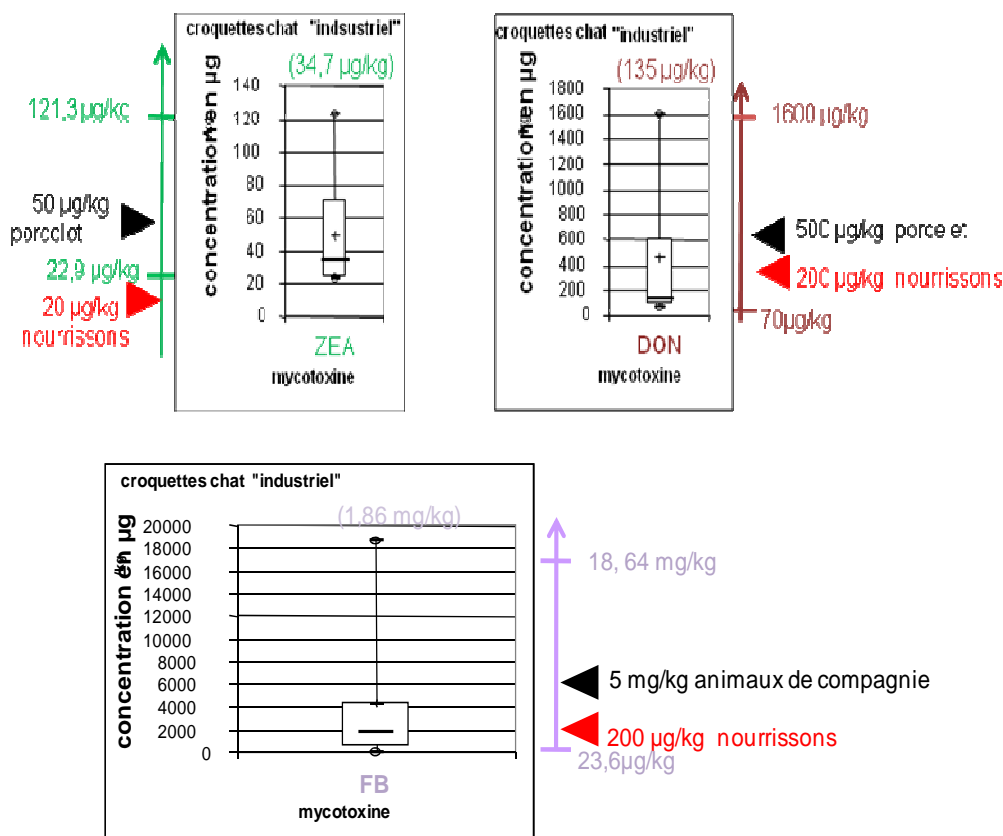 croquettes chat "indsustriel"
(34,7 µg/kg)
concentration en µg
140
120
100
80
60
40
20
0
ZEA
mycotoxine
121,3 µg/kg
50 µg/kg
porcelet
22,9 µg/kg
20 µg/kg
nourrissons
croquettes chat "industriel"
(135 µg/kg)
concentration en µg
1800
1600
1400
1200
1000
800
600
400
200
0
DON
mycotoxine
1600 µg/kg
500 µg/kg porcelet
200 µg/kg nourrissons
70µg/kg
croquettes chat "industriel"
(1,86 mg/kg)
concentration en µg
20000
18000
16000
14000
12000
10000
8000
6000
4000
2000
0
FB
mycotoxine
18, 64 mg/kg
5 mg/kg animaux de compagnie
200 µg/kg nourrissons
23,6µg/kg